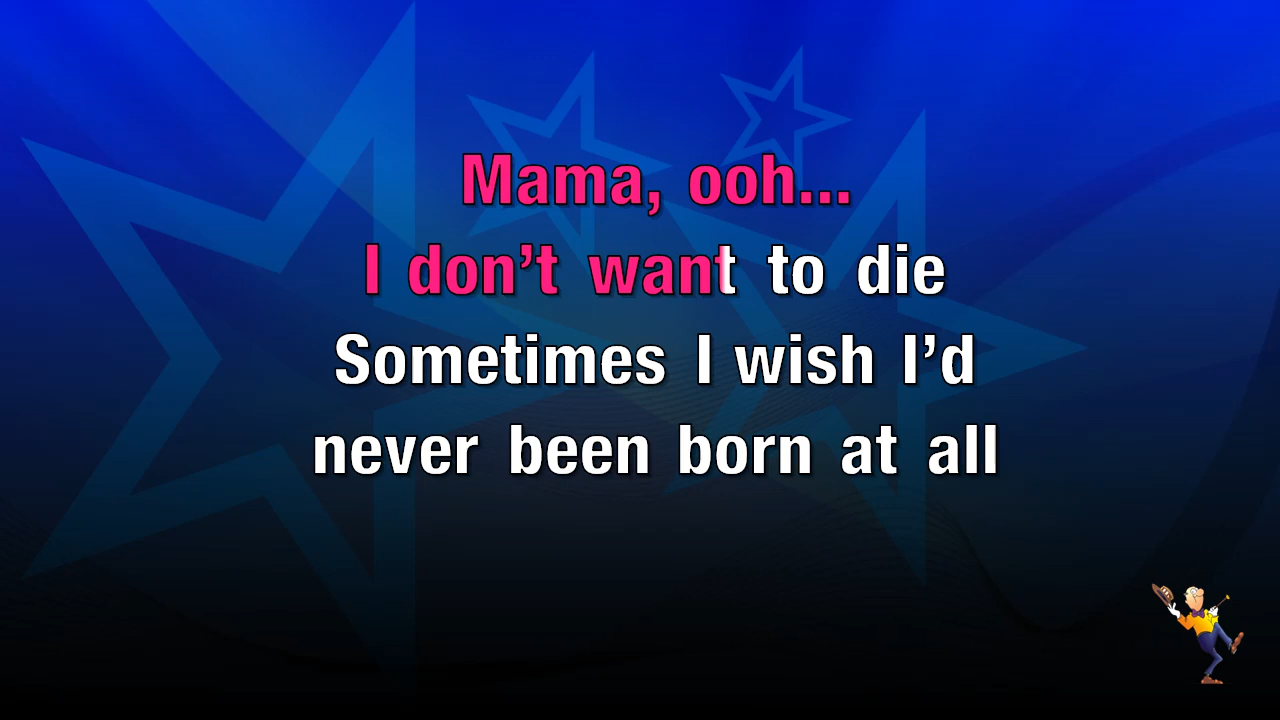 Mama, ooh...
I don’t want to die
Sometimes I wish I’d
never been born at all